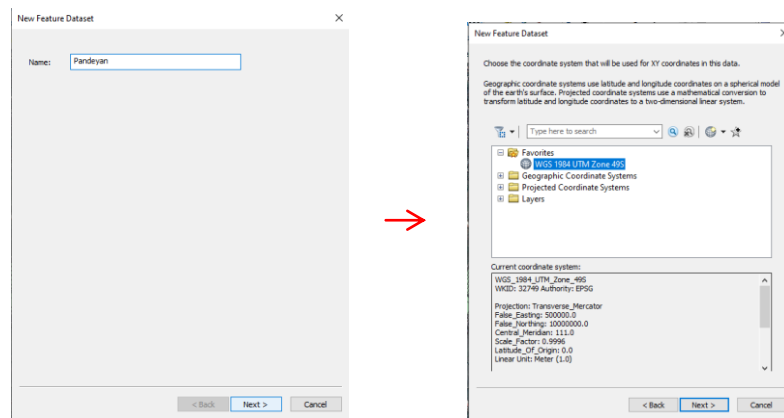 New Feature Dataset
Name:
Pandeyan
< Back
Next >
Cancel
New Feature Dataset
Choose the coordinate system that will be used for XY coordinates in this data.
Geographic coordinate systems use latitude and longitude coordinates on a spherical model
of the earth's surface. Projected coordinate systems use a mathematical conversion to
transform latitude and longitude coordinates to a two-dimensional linear system.
Type here to search
Favorites
WGS 1984 UTM Zone 49S
Geographic Coordinate Systems
Projected Coordinate Systems
Layers
Current coordinate system:
WGS_1984_UTM_Zone_49S
WKID: 32749 Authority: EPSG
Projection: Transverse_Mercator
False_Easting: 500000.0
False_Northing: 10000000.0
Central_Meridian: 111.0
Scale_Factor: 0.9996
Latitude_Of_Origin: 0.0
Linear Unit: Meter (1.0)
< Back
Next >
Cancel